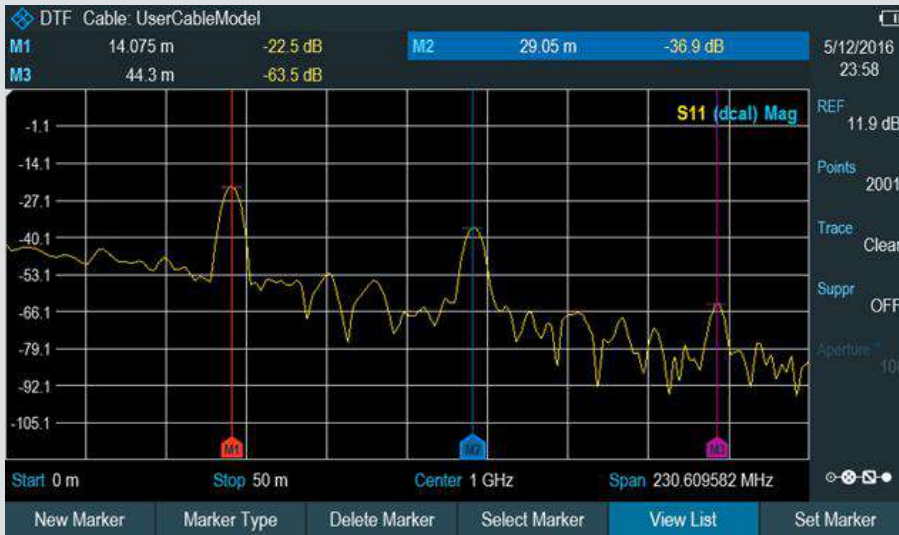 DTF Cable: UserCableModel
M1 14.075 m -22.5 dB M2 29.05 m -36.9 dB
M3 44.3 m -63.5 dB
5/12/2016
23:58
S11 (dcal) Mag
-1.1
-14.1
-27.1
-40.1
-53.1
-66.1
-79.1
-92.1
-105.1
M1 M2 M3
Start 0 m Stop 50 m Center 1 GHz Span 230.609582 MHz
REF
11.9 dB
Points
2001
Trace
Clear
Suppr
OFF
Aperture
New Marker Marker Type Delete Marker Select Marker View List Set Marker